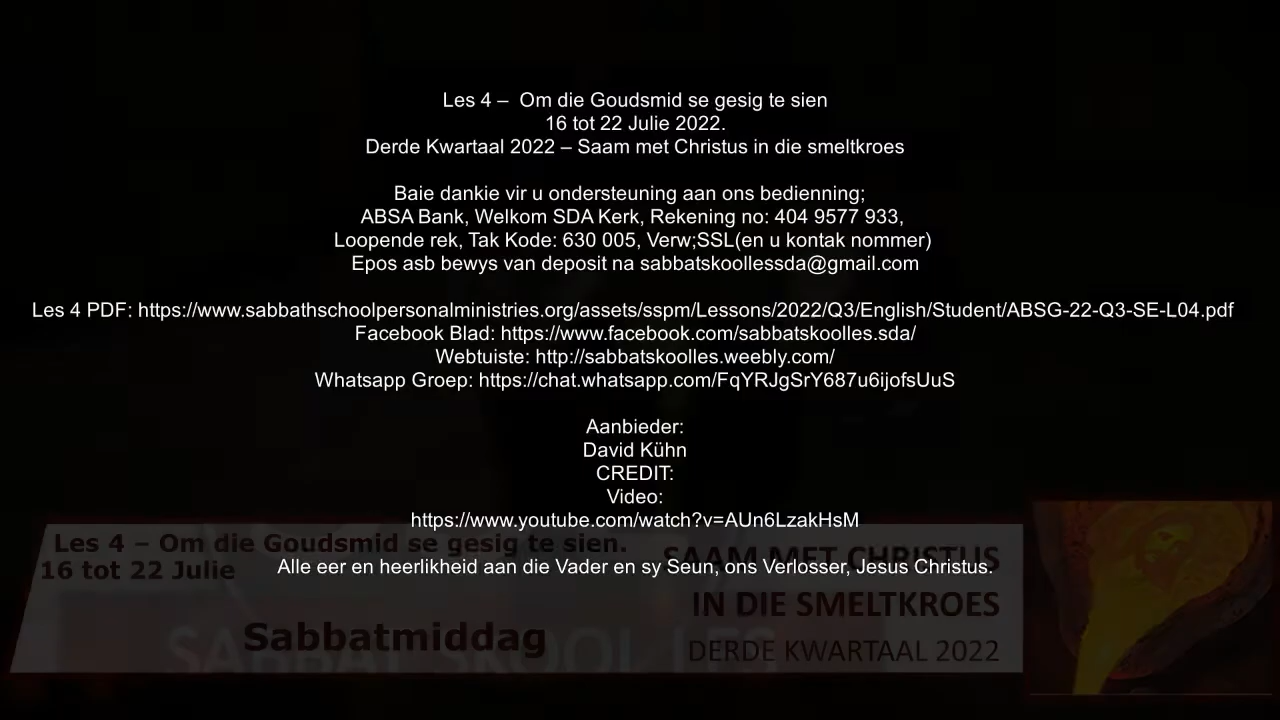 Les 4 – Om die Goudsmid se gesig te sien
16 tot 22 Julie 2022.
Derde Kwartaal 2022 – Saam met Christus in die smeltkroes
Baie dankie vir u ondersteuning aan ons bedienning;
ABSA Bank, Welkom SDA Kerk, Rekening no: 404 9577 933,
Loopende rek, Tak Kode: 630 005, Verw;SSL(en u kontak nommer)
Epos asb bewys van deposit na sabbatskoollessda@gmail.com
Les 4 PDF: https://www.sabbathschoolpersonalministries.org/assets/sspm/Lessons/2022/Q3/English/Student/ABSG-22-Q3-SE-L04.pdf
Facebook Blad: https://www.facebook.com/sabbatskoolles.sda/
Webtuiste: http://sabbatskoolles.weebly.com/
Whatsapp Groep: https://chat.whatsapp.com/FqYRJgSrY687u6ijofsUuS
Aanbieder:
David Kühn
CREDIT:
Video:
https://www.youtube.com/watch?v=AUn6LzakHsM
Alle eer en heerlikheid aan die Vader en sy Seun, ons Verlosser, Jesus Christus.
Les 4 – Om die Goudsmid se gesig te sien.
16 tot 22 Julie
Sabbatmiddag
SABBAT SKOOL LES
SAAM MET CHRISTUS
IN DIE SMELTKROES
DERDE KWARTAAL 2022